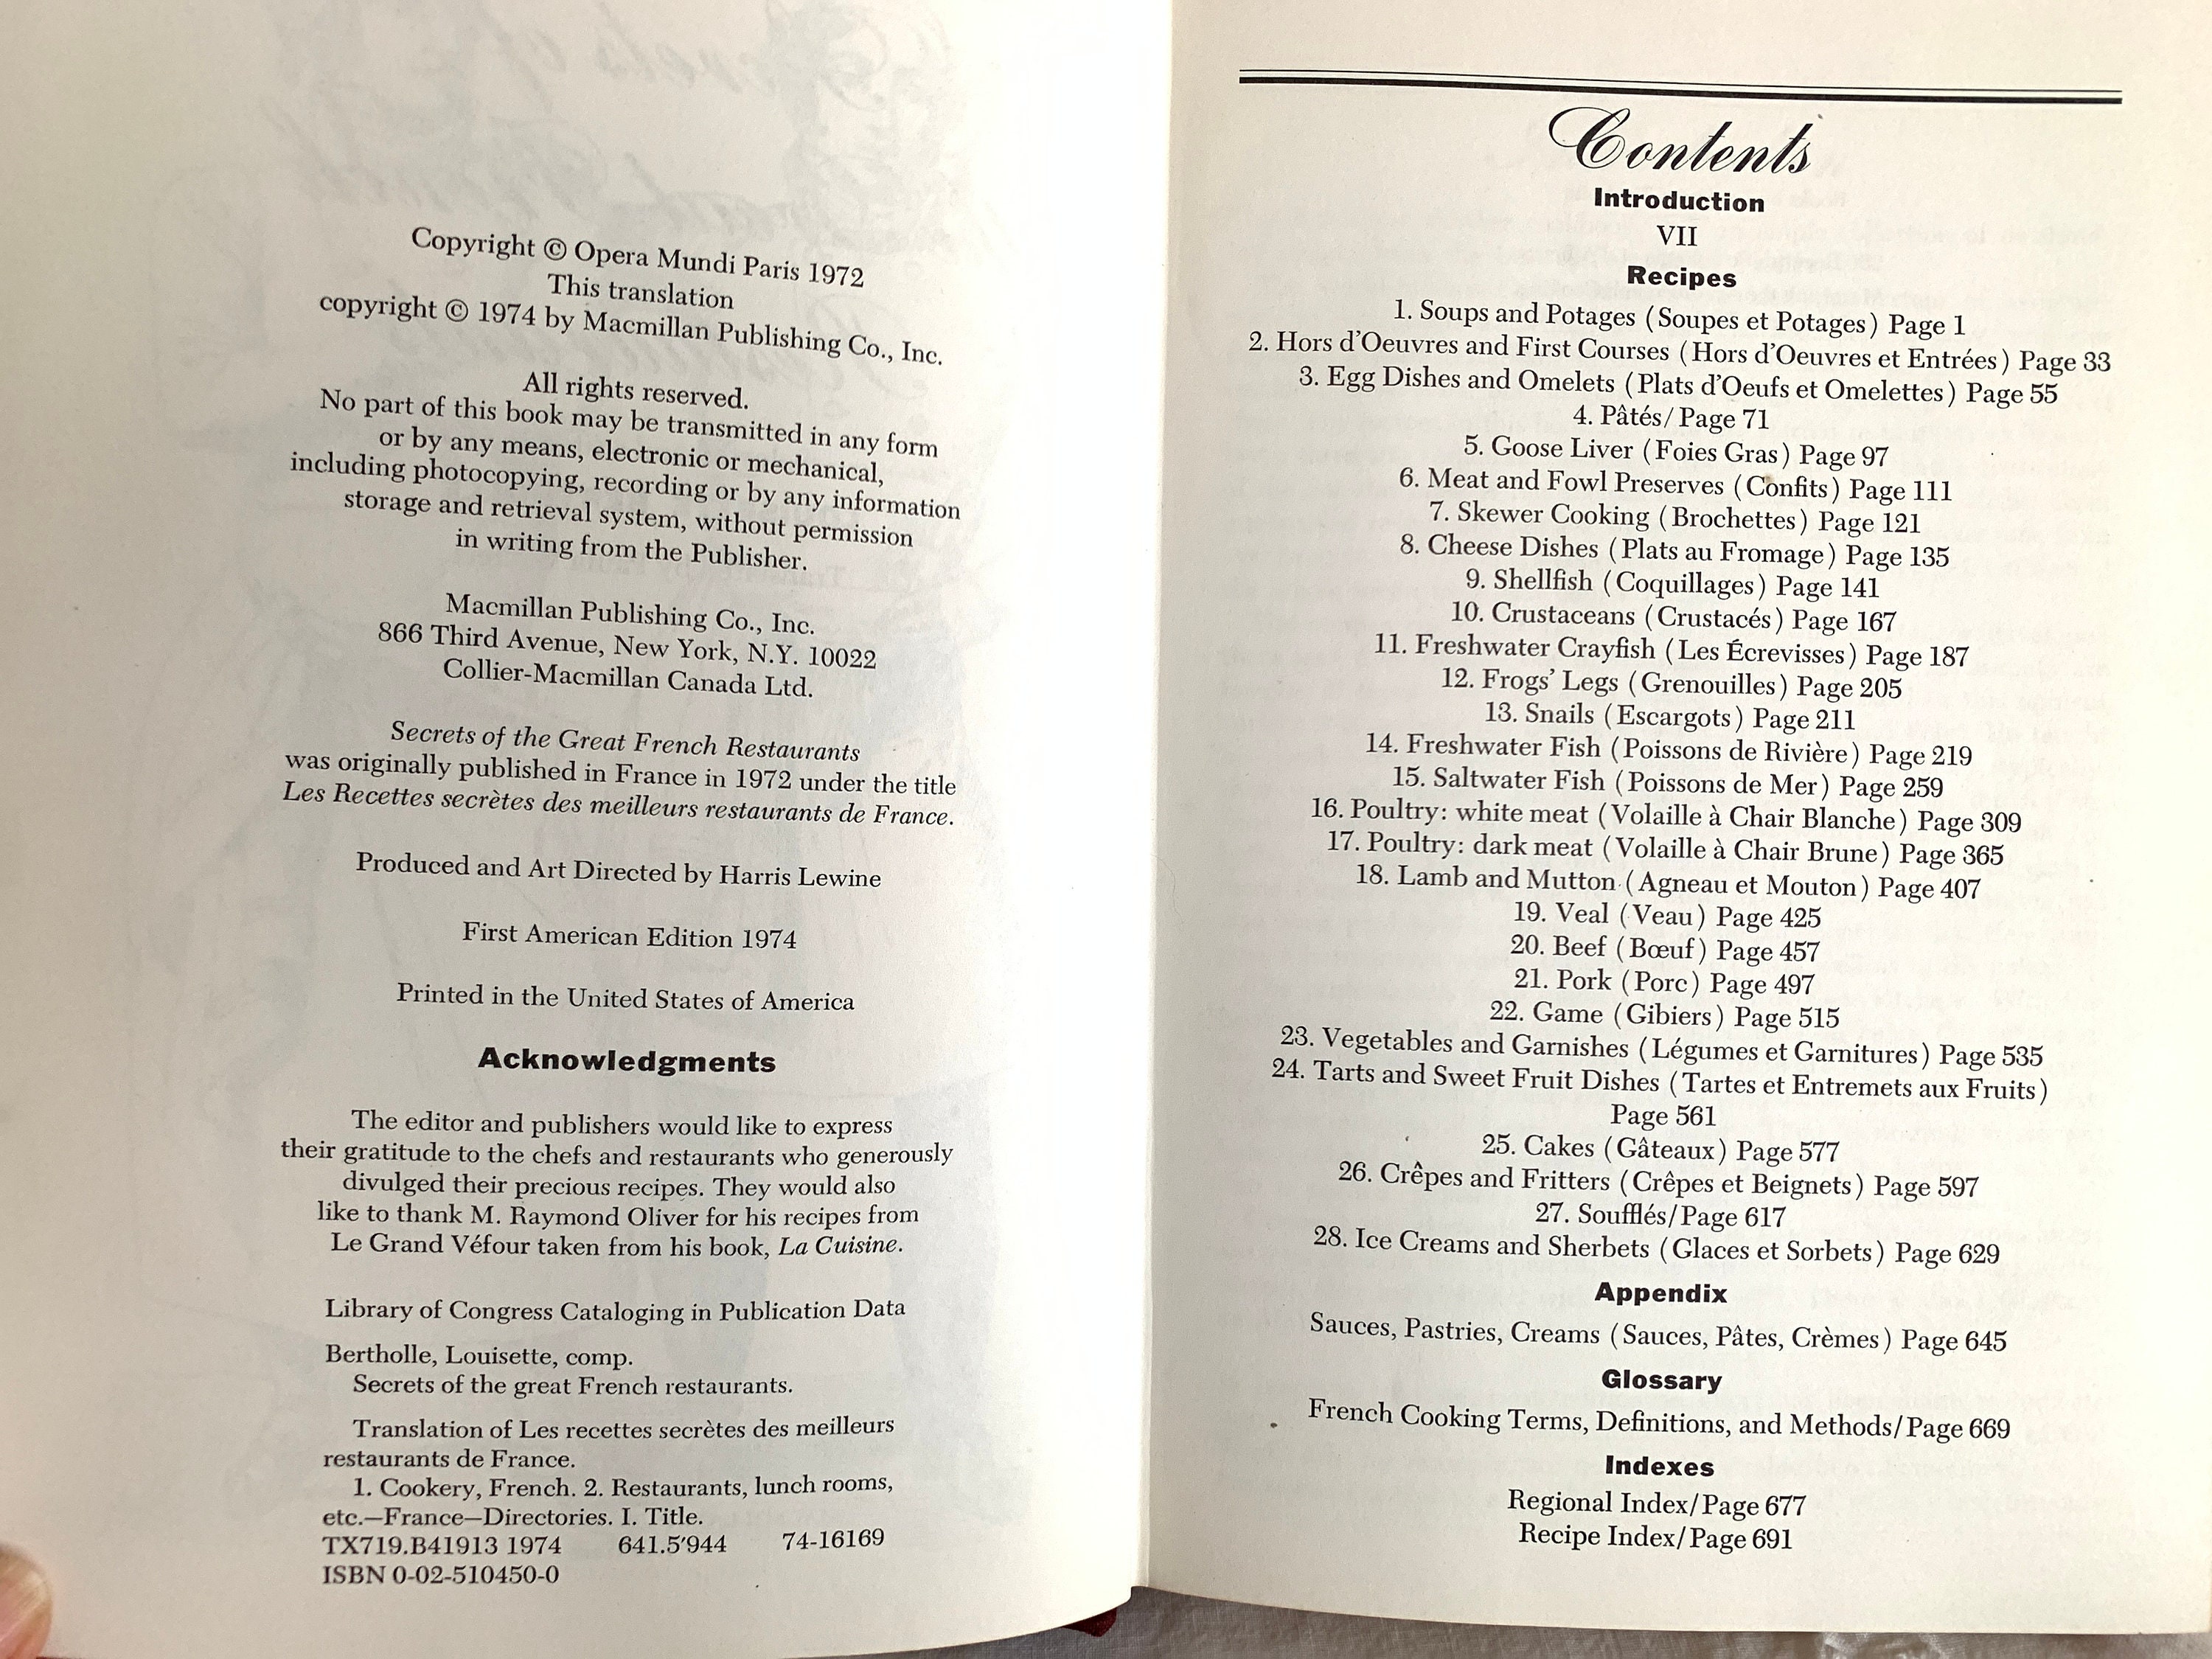 Copyright © Opera Mundi Paris 1972
This translation
copyright © 1974 by Macmillan Publishing Co., Inc.
All rights reserved.
No part of this book may be transmitted in any form
or by any means, electronic or mechanical,
including photocopying, recording or by any information
storage and retrieval system, without permission
in writing from the Publisher.
Macmillan Publishing Co., Inc.
866 Third Avenue, New York, N.Y. 10022
Collier-Macmillan Canada Ltd.
Secrets of the Great French Restaurants
was originally published in France in 1972 under the title
Les Recettes secrètes des meilleurs restaurants de France.
Produced and Art Directed by Harris Lewine
First American Edition 1974
Printed in the United States of America
Acknowledgments
The editor and publishers would like to express
their gratitude to the chefs and restaurants who generously
divulged their precious recipes. They would also
like to thank M. Raymond Oliver for his recipes from
Le Grand Véfour taken from his book, La Cuisine.
Library of Congress Cataloging in Publication Data
Bertholle, Louisette, comp.
Secrets of the great French restaurants.
Translation of Les recettes secrètes des meilleurs
restaurants de France.
1. Cookery, French. 2. Restaurants, lunch rooms,
etc.—France—Directories. I. Title.
TX719.B41913 1974 641.5'944 74-16169
ISBN 0-02-510450-0
Contents
Introduction
VII
Recipes
1. Soups and Potages (Soupes et Potages) Page 1
2. Hors d'Oeuvres and First Courses (Hors d'Oeuvres et Entrées) Page 33
3. Egg Dishes and Omelets (Plats d'Oeufs et Omelettes) Page 55
4. Pâtés/Page 71
5. Goose Liver (Foies Gras) Page 97
6. Meat and Fowl Preserves (Confits) Page 111
7. Skewer Cooking (Brochettes) Page 121
8. Cheese Dishes (Plats au Fromage) Page 135
9. Shellfish (Coquillages) Page 141
10. Crustaceans (Crustacés) Page 167
11. Freshwater Crayfish (Les Écrevisses) Page 187
12. Frogs' Legs (Grenouilles) Page 205
13. Snails (Escargots) Page 211
14. Freshwater Fish (Poissons de Rivière) Page 219
15. Saltwater Fish (Poissons de Mer) Page 259
16. Poultry: white meat (Volaille à Chair Blanche) Page 309
17. Poultry: dark meat (Volaille à Chair Brune) Page 365
18. Lamb and Mutton (Agneau et Mouton) Page 407
19. Veal (Veau) Page 425
20. Beef (Bœuf) Page 457
21. Pork (Porc) Page 497
22. Game (Gibiers) Page 515
23. Vegetables and Garnishes (Légumes et Garnitures) Page 535
24. Tarts and Sweet Fruit Dishes (Tartes et Entremets aux Fruits)
Page 561
25. Cakes (Gâteaux) Page 577
26. Crêpes and Fritters (Crêpes et Beignets) Page 597
27. Soufflés/Page 617
28. Ice Creams and Sherbets (Glaces et Sorbets) Page 629
Appendix
Sauces, Pastries, Creams (Sauces, Pâtes, Crèmes) Page 645
Glossary
French Cooking Terms, Definitions, and Methods/Page 669
Indexes
Regional Index/Page 677
Recipe Index/Page 691